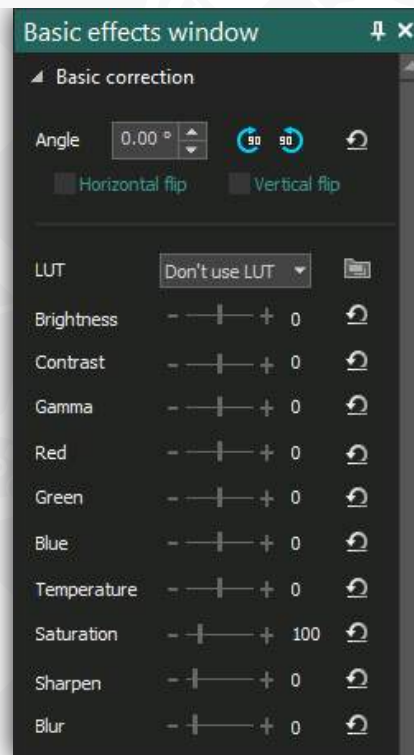 Basic effects window
Basic correction
Angle 0.00 ° 90 90
Horizontal flip Vertical flip
LUT Don't use LUT
Brightness - + 0
Contrast - + 0
Gamma - + 0
Red - + 0
Green - + 0
Blue - + 0
Temperature - + 0
Saturation - + 100
Sharpen - + 0
Blur - + 0